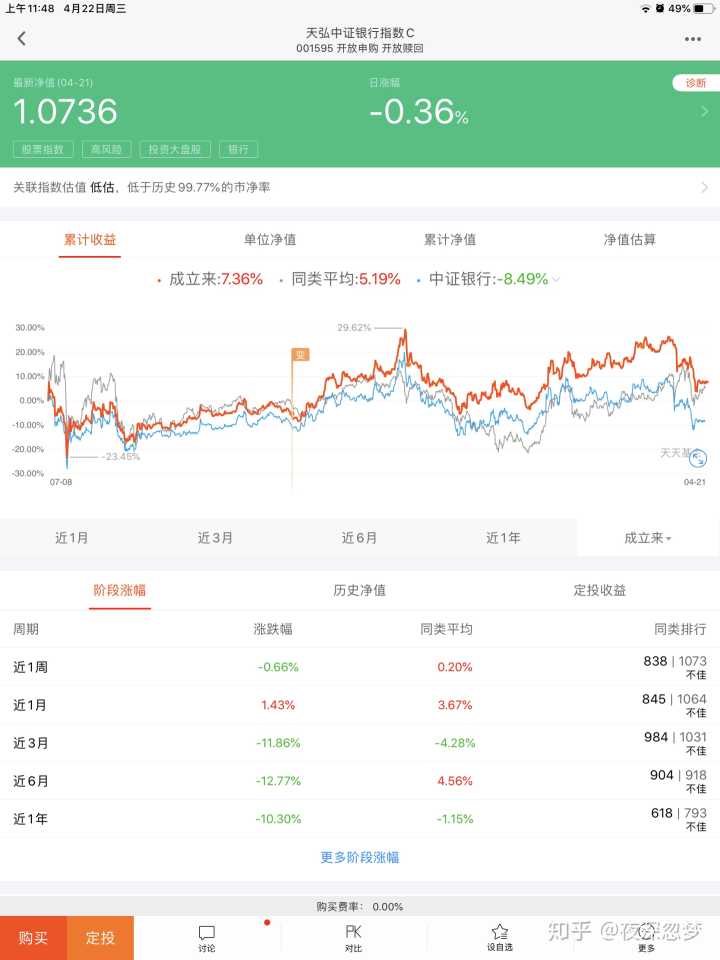 上午11:48 4月22日周三
49%
天弘中证银行指数C
001595 开放申购 开放赎回
最新净值(04-21)
日涨幅
诊断
1.0736
-0.36%
股票指数 高风险 投资大盘股 银行
关联指数估值 低估，低于历史99.77%的市净率
累计收益 单位净值 累计净值 净值估算
成立来:7.36% 同类平均:5.19% 中证银行:-8.49%
30.00%
29.62%
变
20.00%
10.00%
0.00%
-10.00%
-20.00%
-23.45%
天天基
-30.00%
07-08
04-21
近1月 近3月 近6月 近1年 成立来
阶段涨幅 历史净值 定投收益
周期 涨跌幅 同类平均 同类排行
近1周 -0.66% 0.20% 838 | 1073
不佳
近1月 1.43% 3.67% 845 | 1064
不佳
近3月 -11.86% -4.28% 984 | 1031
不佳
近6月 -12.77% 4.56% 904 | 918
不佳
近1年 -10.30% -1.15% 618 | 793
不佳
更多阶段涨幅
购买费率: 0.00%
购买 定投
讨论
PK
对比
设自选
更多
知乎 @夜深忽梦